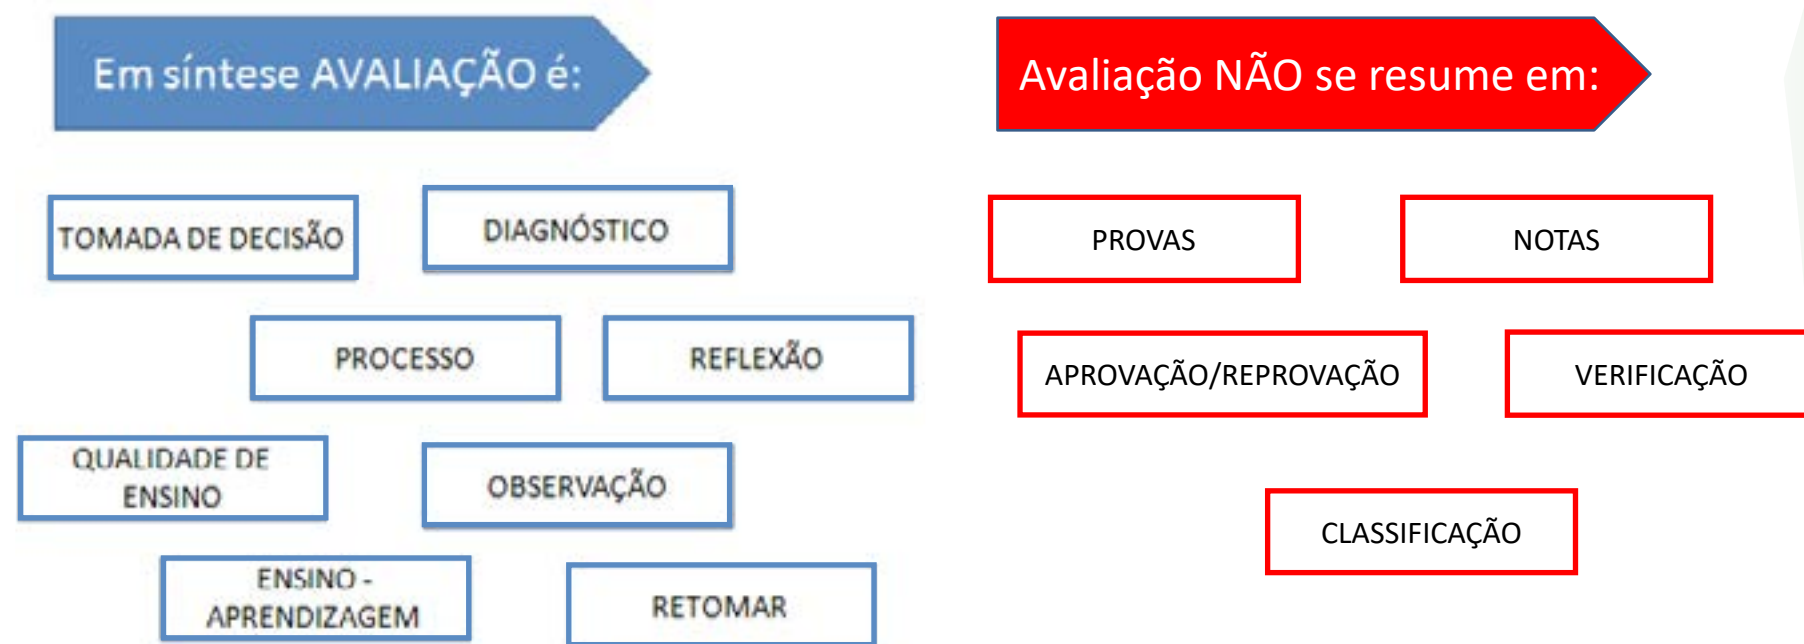 Em síntese AVALIAÇÃO é:
TOMADA DE DECISÃO
DIAGNÓSTICO
PROCESSO
REFLEXÃO
QUALIDADE DE
ENSINO
OBSERVAÇÃO
ENSINO -
APRENDIZAGEM
RETOMAR
Avaliação NÃO se resume em:
PROVAS
NOTAS
APROVAÇÃO/REPROVAÇÃO
VERIFICAÇÃO
CLASSIFICAÇÃO